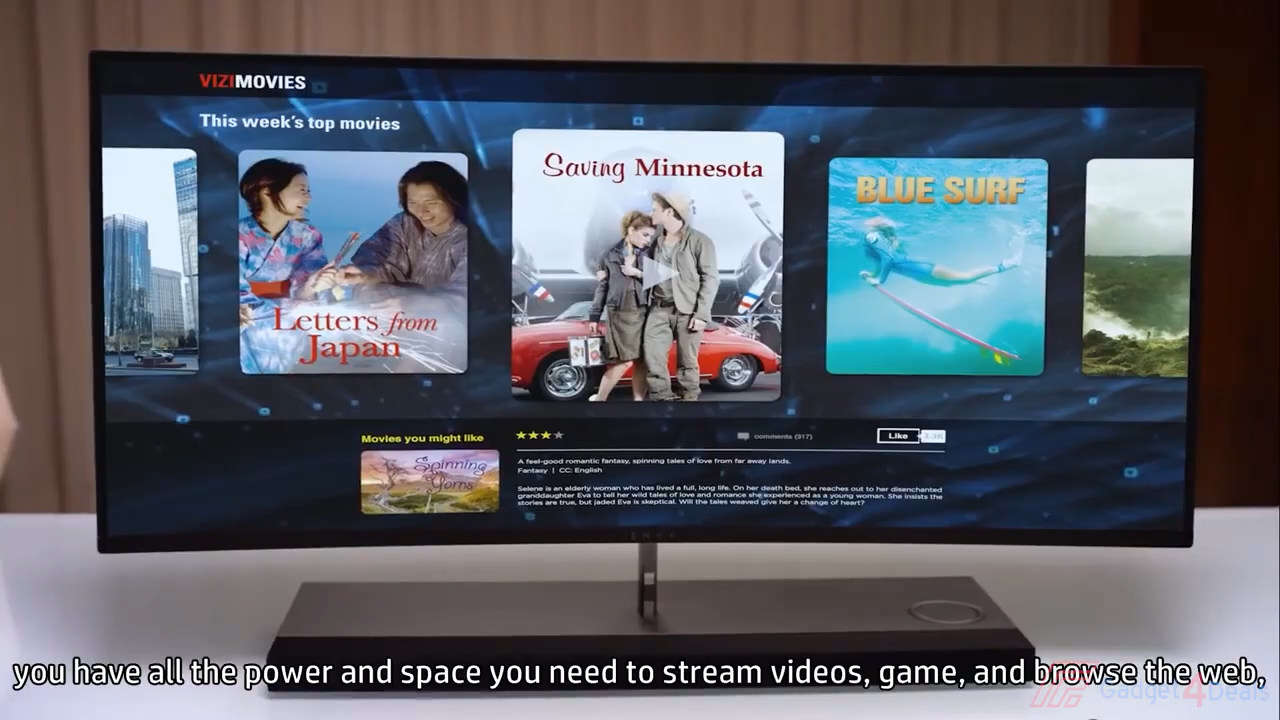 VIZIMOVIES
This week's top movies
Letters from
Japan
Saving Minnesota
BLUE SURF
Movies you might like
Spinning
Yorns
comments (317)
Like
3.3K
A feel-good romantic fantasy, spinning tales of love from far away lands.
Fantasy | CC: English
Selene is an elderly woman who has lived a full, long life. On her death bed, she reaches out to her disenchanted
granddaughter Eva to tell her wild tales of love and romance she experienced as a young woman. She insists the
stories are true, but jaded Eva is skeptical. Will the tales weaved give her a change of heart?
ENVY
you have all the power and space you need to stream videos, game, and browse the web,
Gadget4Deals